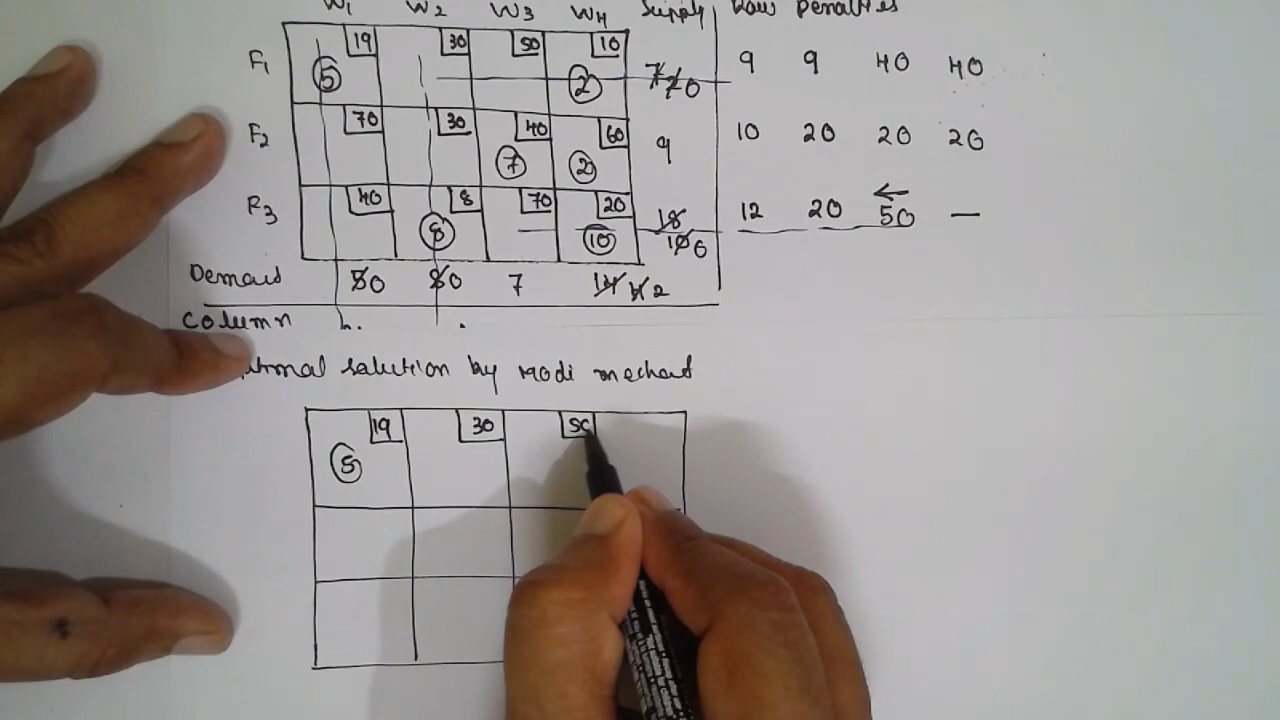 W1 W2 W3 W4 Supply Row Penalties
F1 5 19 30 50 2 10 7 2 0 9 9 40 40
F2 70 30 7 40 2 60 9 10 20 20 20
F3 40 8 8 70 10 20 18 10 0 12 20 50 —
Demand 5 0 8 0 7 14 4 2
Column
solution by modi
5 19 30 50